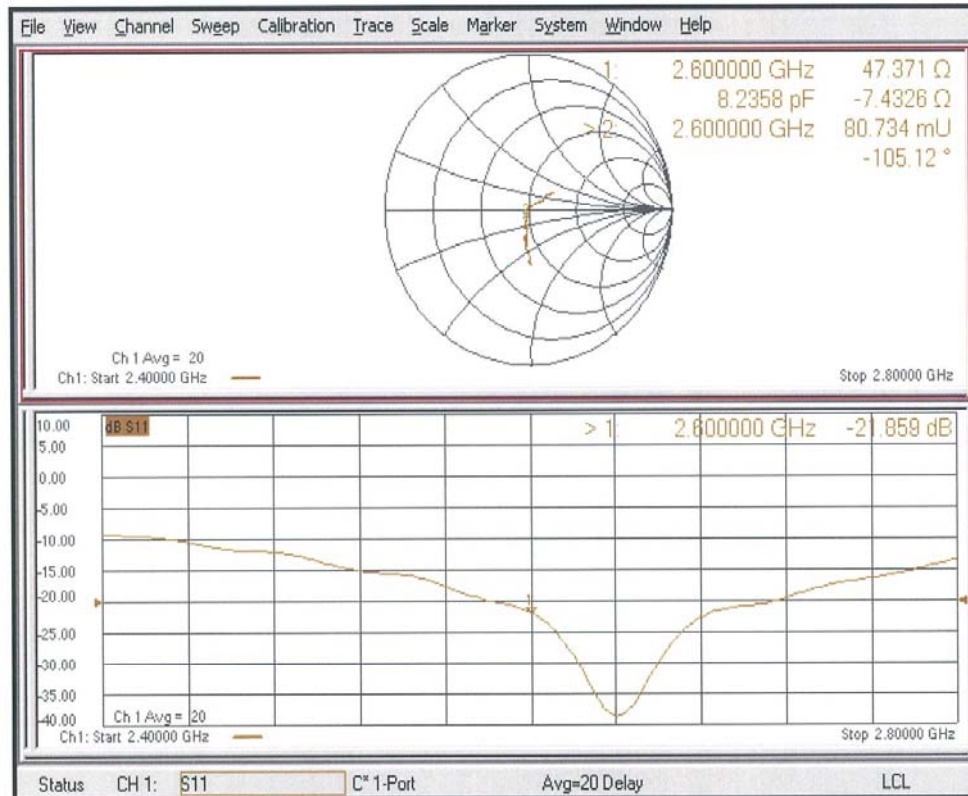 File View Channel Sweep Calibration Trace Scale Marker System Window Help
1: 2.600000 GHz 47.371 Ω
8.2358 pF -7.4326 Ω
> 2: 2.600000 GHz 80.734 mU
-105.12 °
Ch 1 Avg = 20
Ch1: Start 2.40000 GHz
Stop 2.80000 GHz
dB S11
> 1: 2.600000 GHz -21.859 dB
10.00
5.00
0.00
-5.00
-10.00
-15.00
-20.00
-25.00
-30.00
-35.00
-40.00
Ch 1 Avg = 20
Ch1: Start 2.40000 GHz
Stop 2.80000 GHz
Status CH 1: S11 C* 1-Port Avg=20 Delay LCL